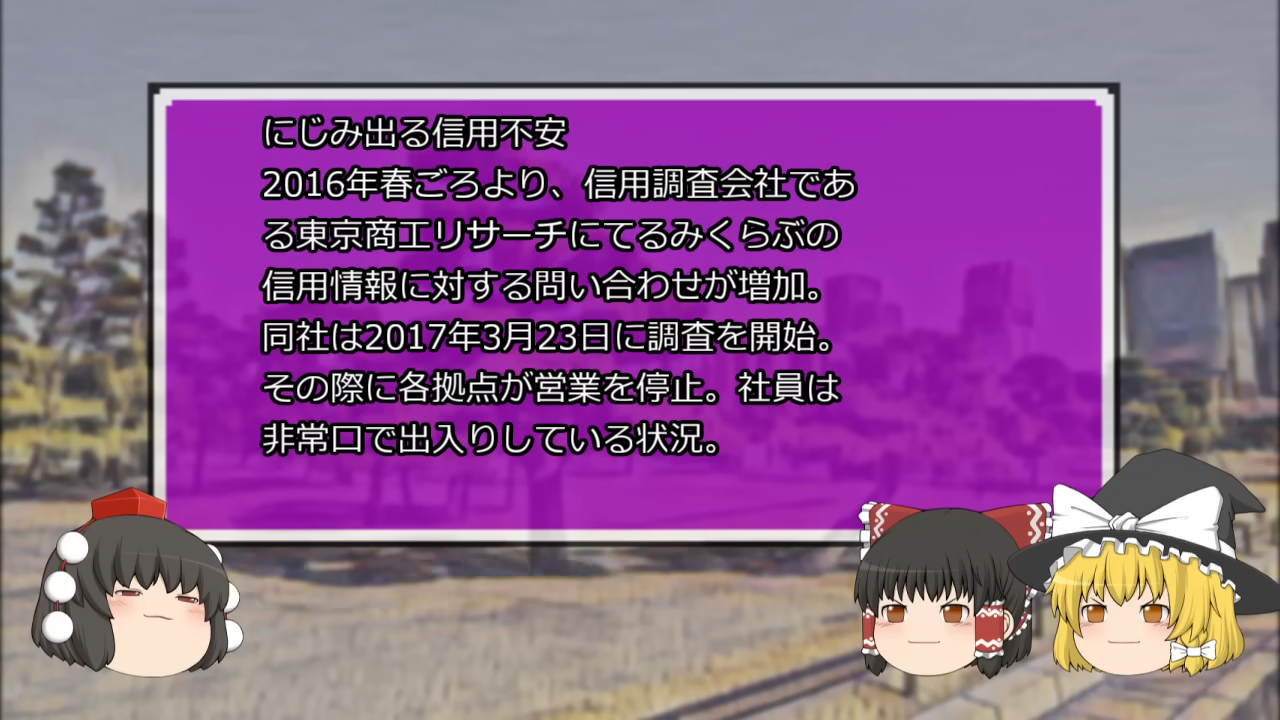 にじみ出る信用不安
2016年春ごろより、信用調査会社であ
る東京商工リサーチにてるみくらぶの
信用情報に対する問い合わせが増加。
同社は2017年3月23日に調査を開始。
その際に各拠点が営業を停止。社員は
非常口で出入りしている状況。